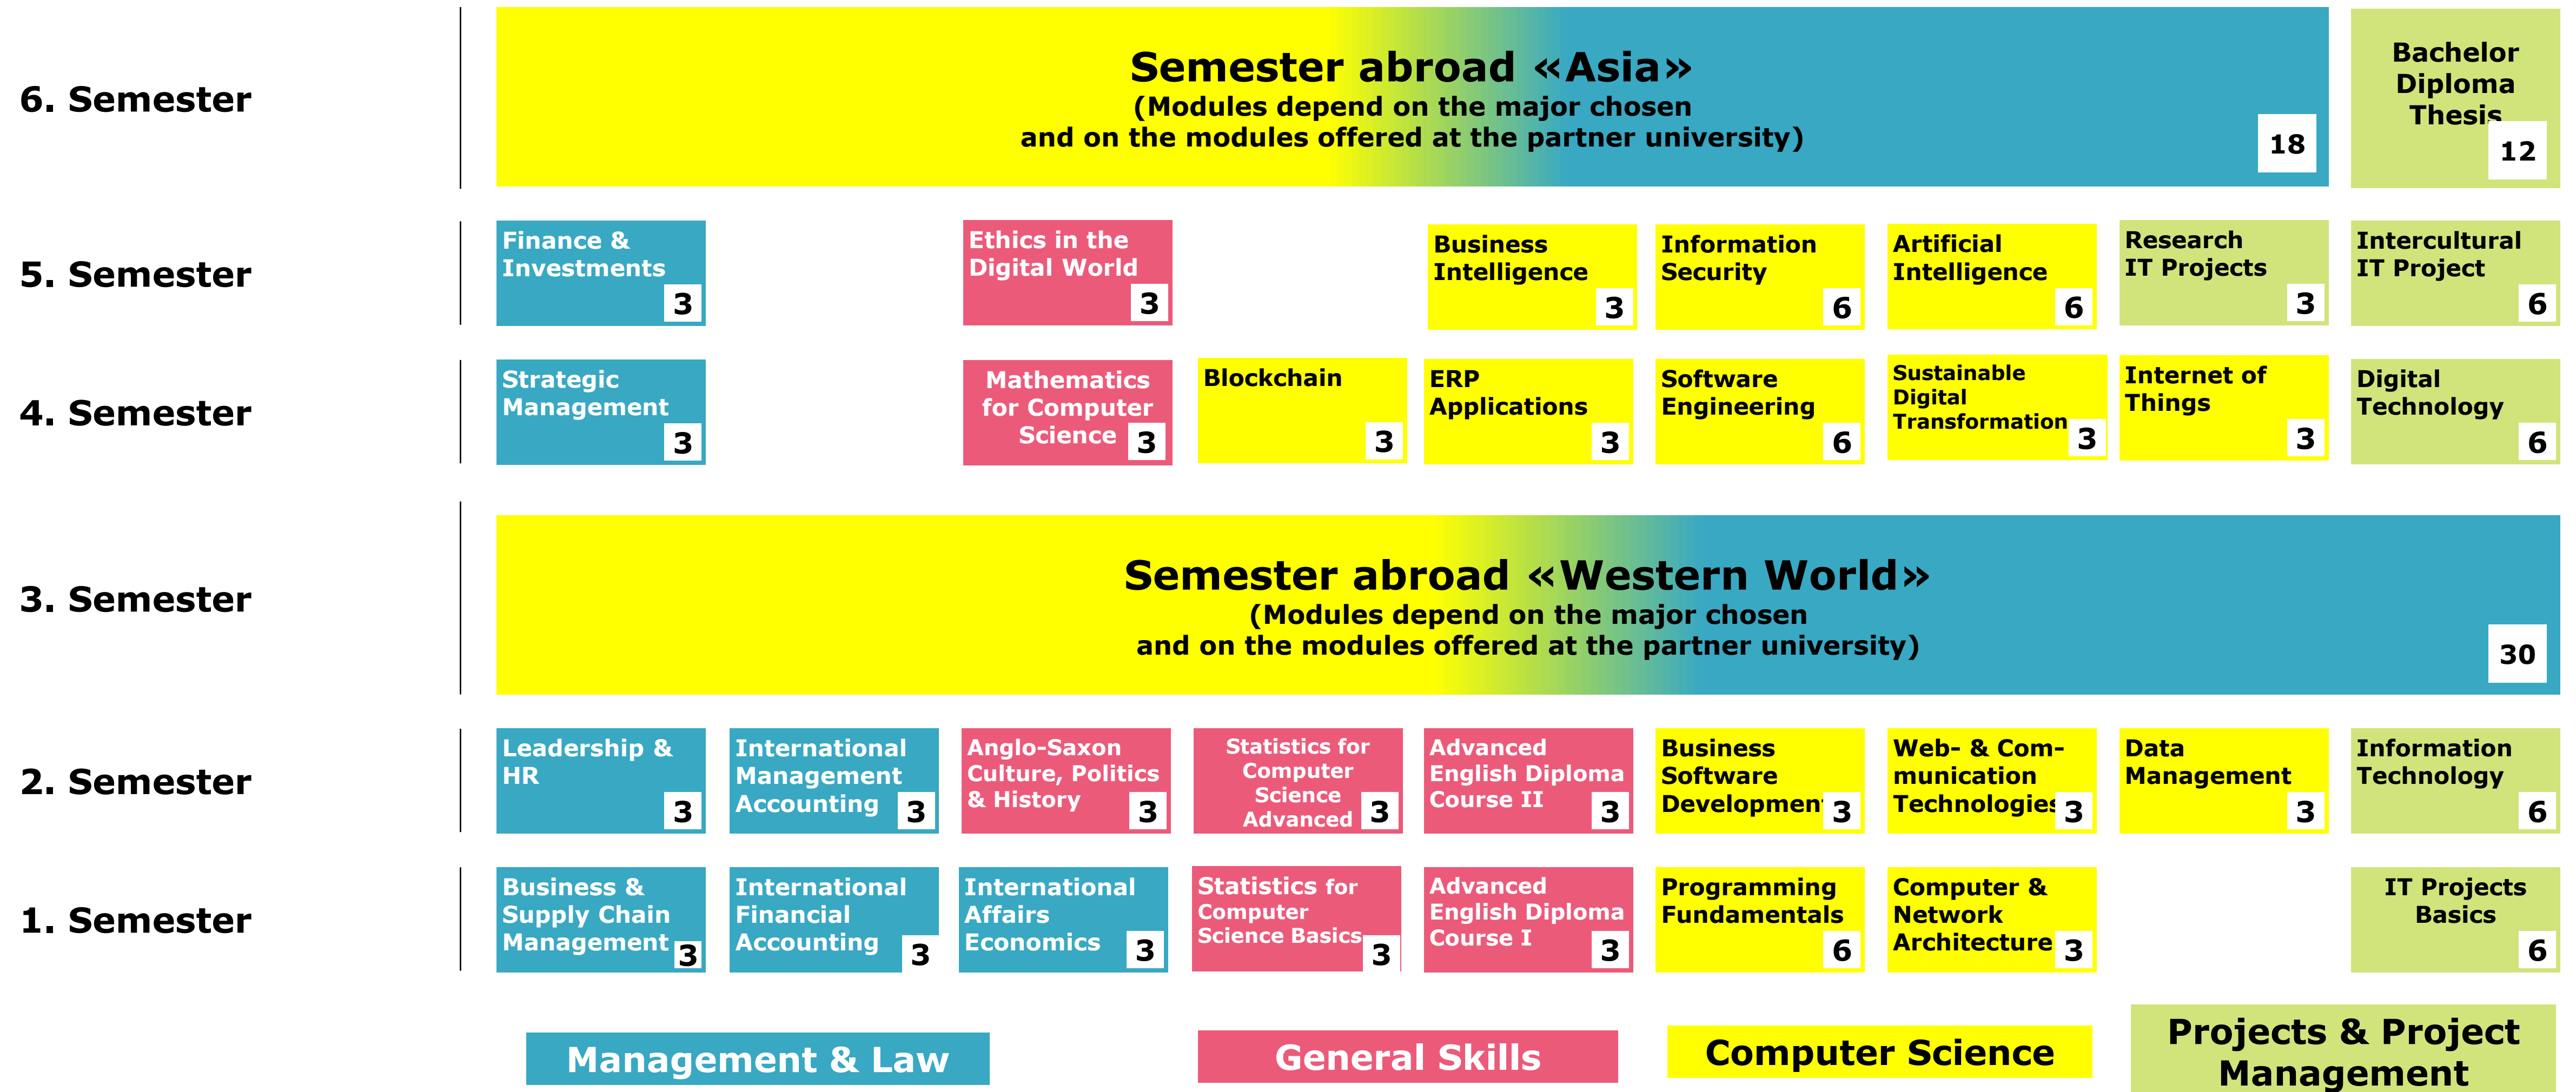 6. Semester
Semester abroad «Asia»
(Modules depend on the major chosen
and on the modules offered at the partner university)
18
Bachelor
Diploma
Thesis
12
5. Semester
Finance &
Investments
3
Ethics in the
Digital World
3
Business
Intelligence
3
Information
Security
6
Artificial
Intelligence
6
Research
IT Projects
3
Intercultural
IT Project
6
4. Semester
Strategic
Management
3
Mathematics
for Computer
Science
3
Blockchain
3
ERP
Applications
3
Software
Engineering
6
Sustainable
Digital
Transformation
3
Internet of
Things
3
Digital
Technology
6
3. Semester
Semester abroad «Western World»
(Modules depend on the major chosen
and on the modules offered at the partner university)
30
2. Semester
Leadership &
HR
3
International
Management
Accounting
3
Anglo-Saxon
Culture, Politics
& History
3
Statistics for
Computer
Science
Advanced
3
Advanced
English Diploma
Course II
3
Business
Software
Development
3
Web- & Com-
munication
Technologies
3
Data
Management
3
Information
Technology
6
1. Semester
Business &
Supply Chain
Management
3
International
Financial
Accounting
3
International
Affairs
Economics
3
Statistics for
Computer
Science Basics
3
Advanced
English Diploma
Course I
3
Programming
Fundamentals
6
Computer &
Network
Architecture
3
IT Projects
Basics
6
Management & Law
General Skills
Computer Science
Projects & Project
Management